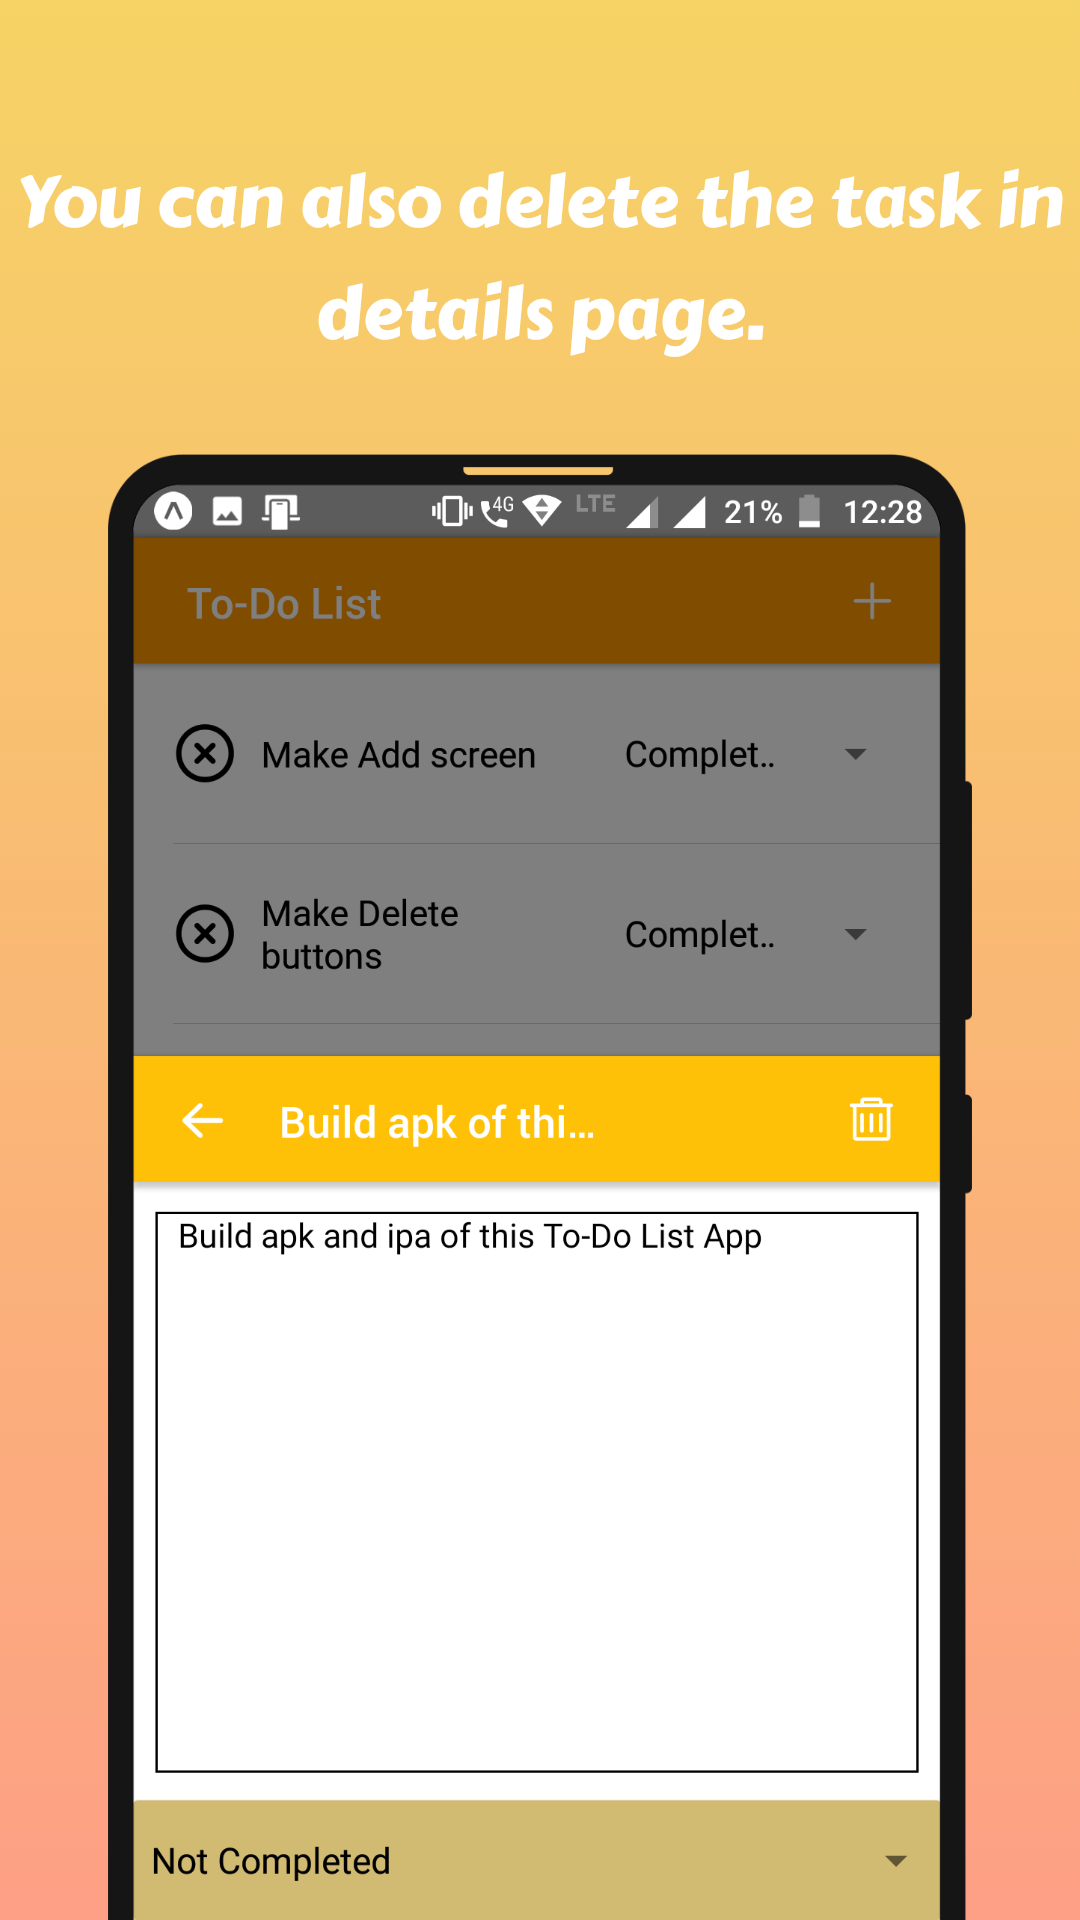 You can also delete the task in
details page.
4G LTE 21% 12:28
To-Do List
Make Add screen Complet..
Make Delete
buttons Complet..
Build apk of thi...
Build apk and ipa of this To-Do List App
Not Completed